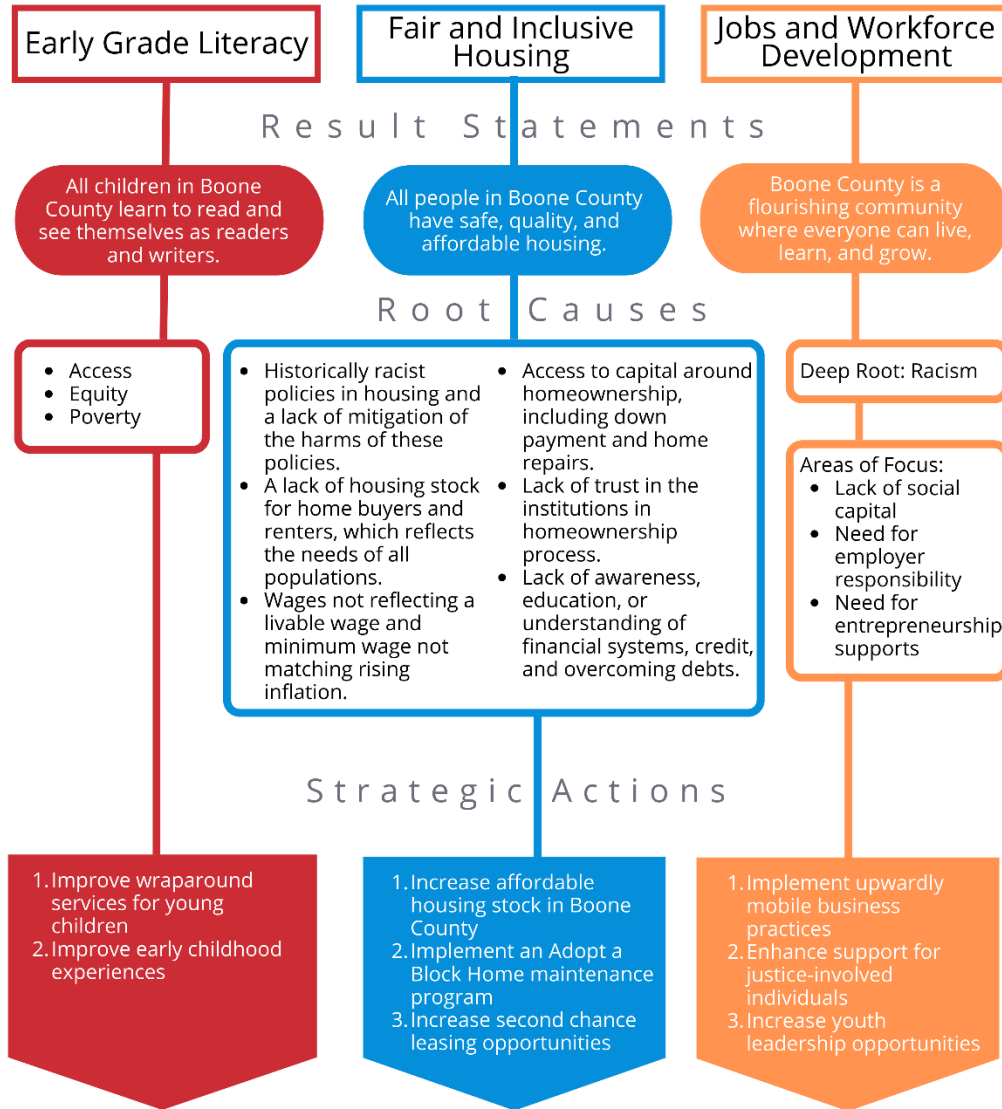 Early Grade Literacy
Fair and Inclusive
Housing
Jobs and Workforce
Development
Result Statements
All children in Boone
County learn to read and
see themselves as readers
and writers.
All people in Boone County
have safe, quality, and
affordable housing.
Boone County is a
flourishing community
where everyone can live,
learn, and grow.
Root Causes
• Access
• Equity
• Poverty
• Historically racist
policies in housing and
a lack of mitigation of
the harms of these
policies.
• A lack of housing stock
for home buyers and
renters, which reflects
the needs of all
populations.
• Wages not reflecting a
livable wage and
minimum wage not
matching rising
inflation.
• Access to capital around
homeownership,
including down
payment and home
repairs.
• Lack of trust in the
institutions in
homeownership
process.
• Lack of awareness,
education, or
understanding of
financial systems, credit,
and overcoming debts.
Deep Root: Racism
Areas of Focus:
• Lack of social
capital
• Need for
employer
responsibility
• Need for
entrepreneurship
supports
Strategic Actions
1. Improve wraparound
services for young
children
2. Improve early childhood
experiences
1. Increase affordable
housing stock in Boone
County
2. Implement an Adopt a
Block Home maintenance
program
3. Increase second chance
leasing opportunities
1. Implement upwardly
mobile business
practices
2. Enhance support for
justice-involved
individuals
3. Increase youth
leadership opportunities